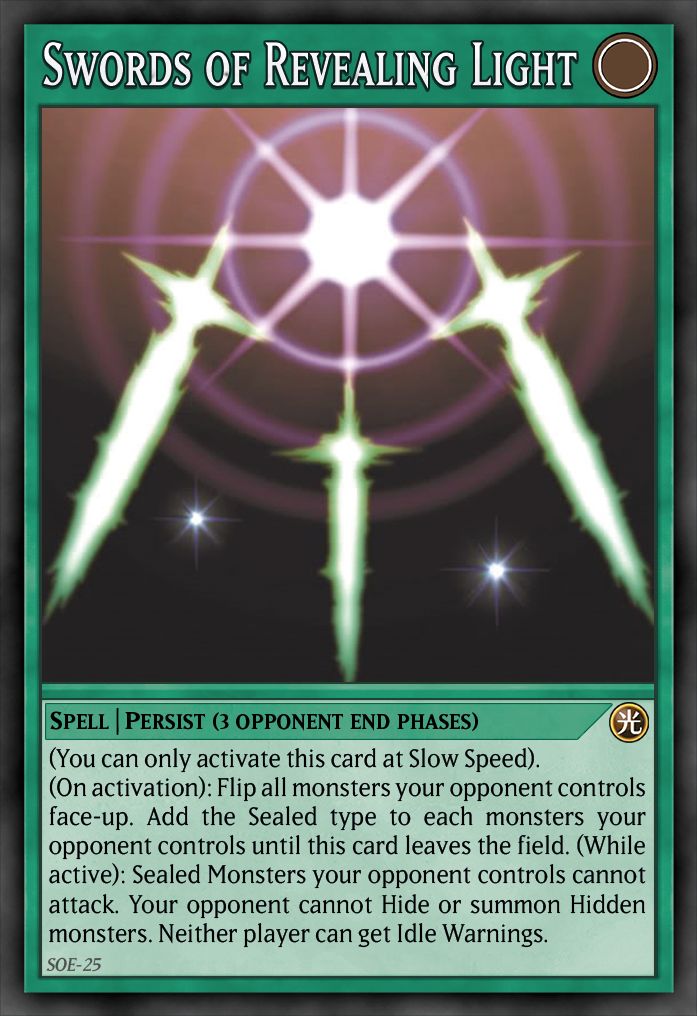 Swords of Revealing Light
Spell | Persist (3 opponent end phases)
光
(You can only activate this card at Slow Speed).
(On activation): Flip all monsters your opponent controls
face-up. Add the Sealed type to each monsters your
opponent controls until this card leaves the field. (While
active): Sealed Monsters your opponent controls cannot
attack. Your opponent cannot Hide or summon Hidden
monsters. Neither player can get Idle Warnings.
SOE-25